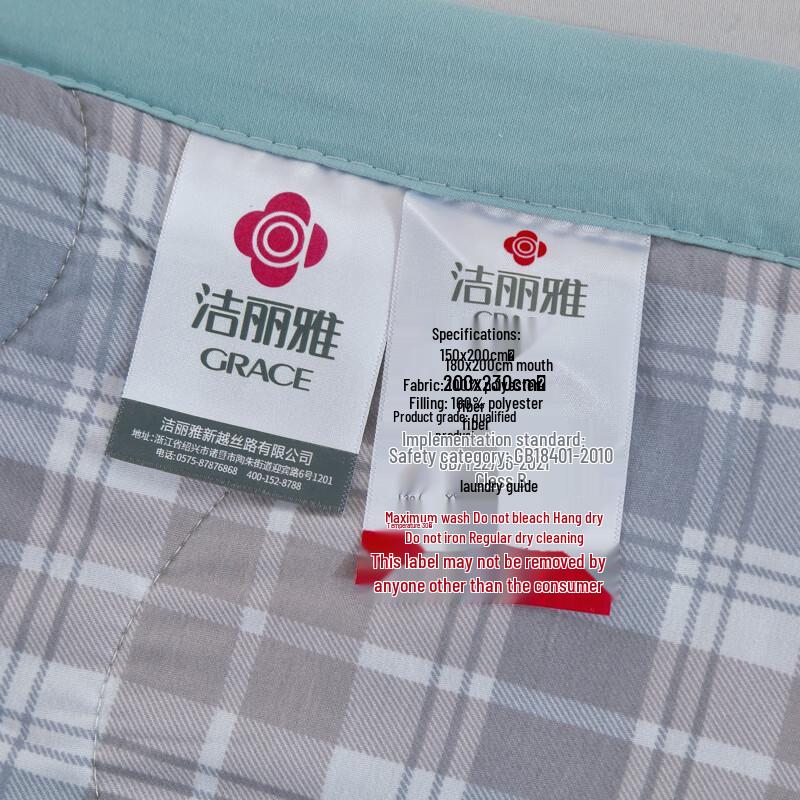 洁丽雅
GRACE
洁丽雅新越丝路有限公司
地址:浙江省绍兴市诸暨市陶朱街道迎宾路6号1201
电话:0575-87876868 400-152-8788
洁丽雅
Specifications:
150x200cm
180x200cm mouth
200x230cm
Fabric: 100% polyester
fiber
Filling: 100% polyester
fiber
Product grade: qualified
Implementation standard:
Safety category: GB18401-2010
Class B
laundry guide
Maximum wash Do not bleach Hang dry
Temperature 30
Do not iron Regular dry cleaning
This label may not be removed by
anyone other than the consumer